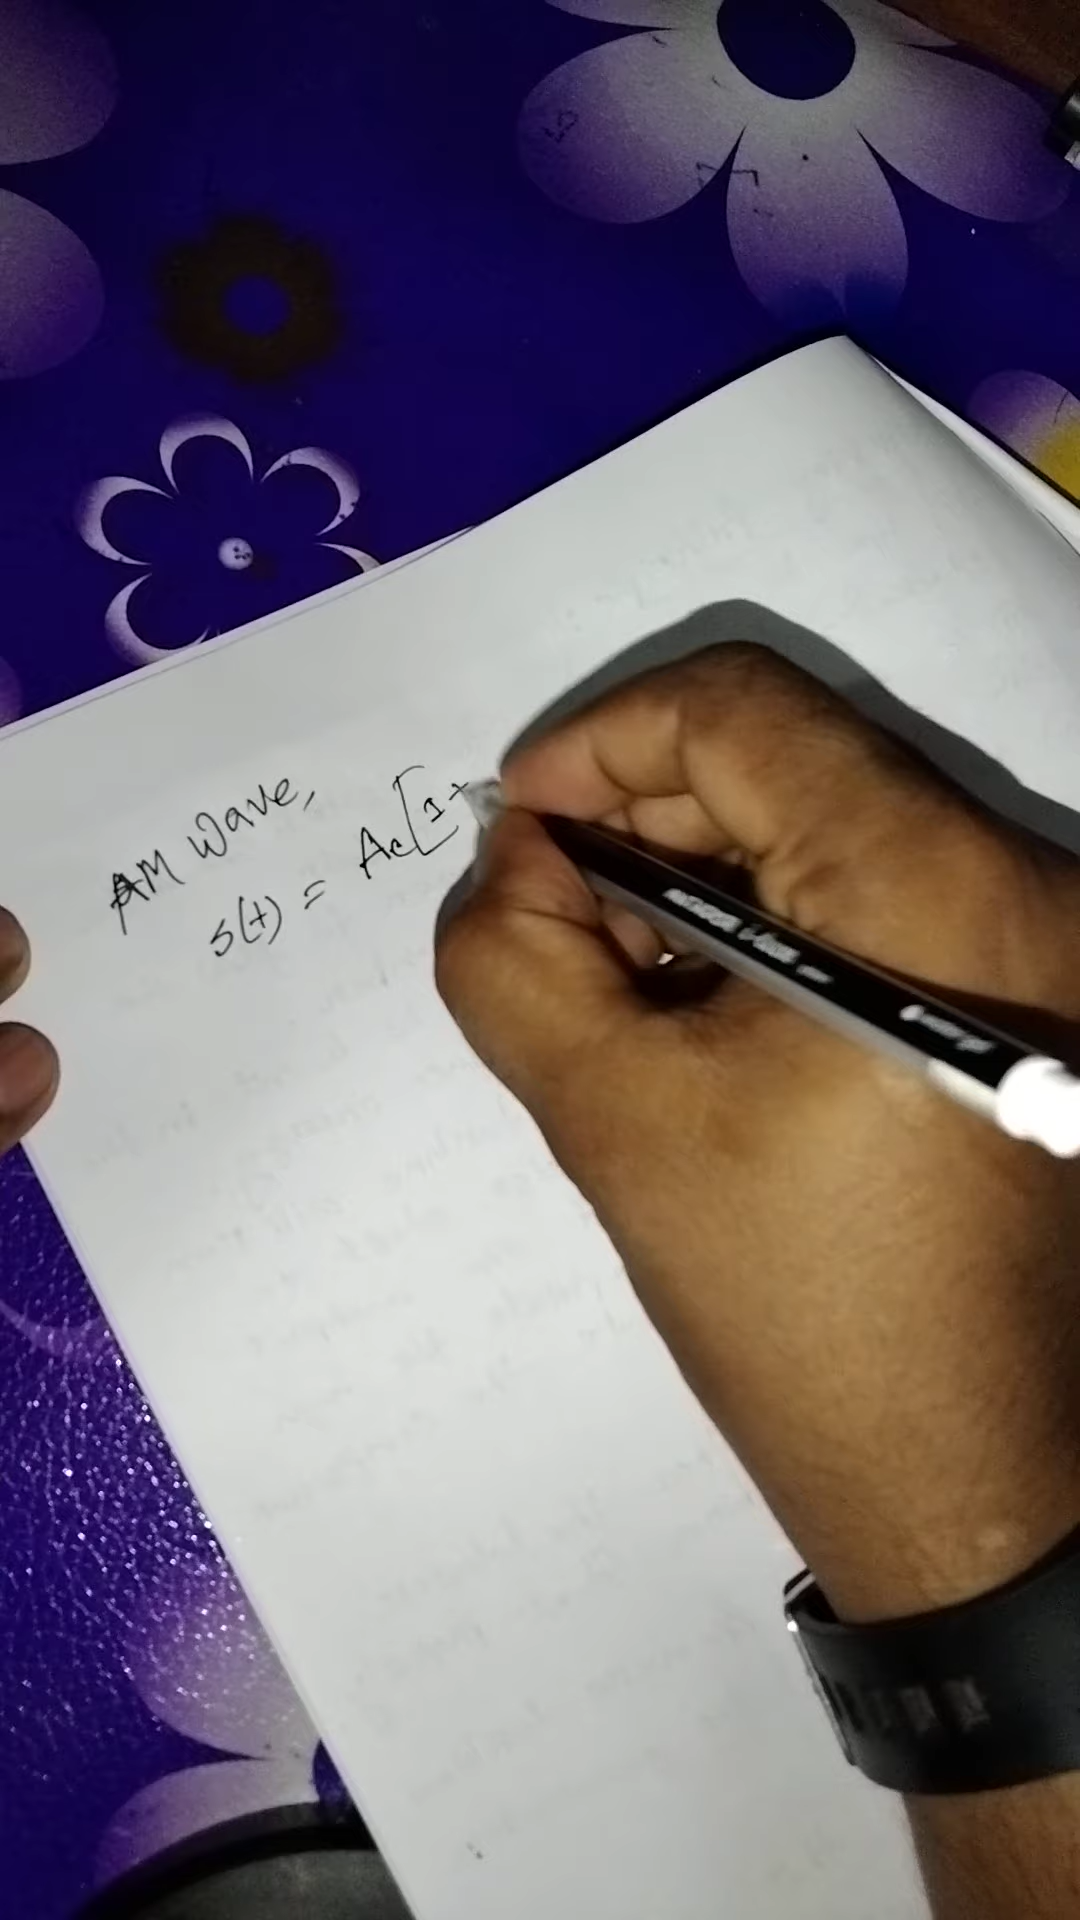 AM Wave,
s(t) = Ac[1+